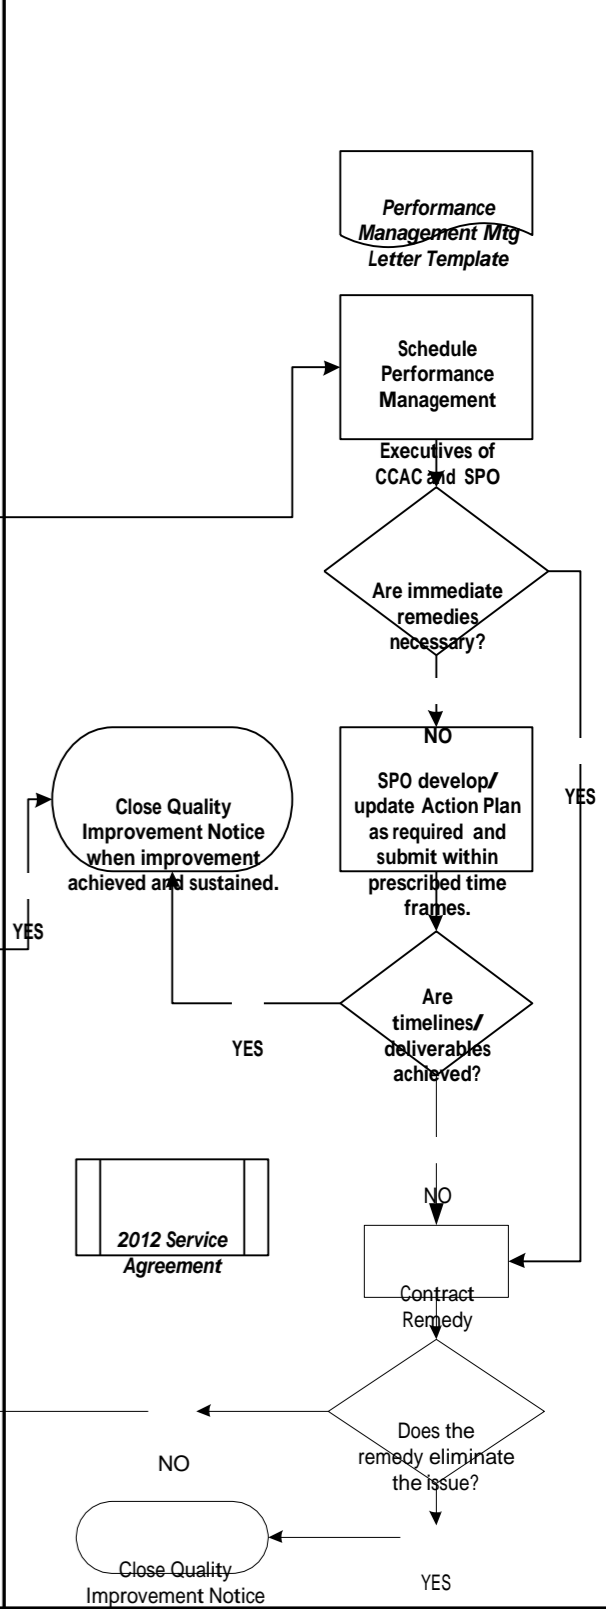 Performance
Management Mtg
Letter Template
Schedule
Performance
Management
Executives of
CCAC and SPO
Are immediate
remedies
necessary?
NO
YES
SPO develop/
update Action Plan
as required and
submit within
prescribed time
frames.
Close Quality
Improvement Notice
when improvement
achieved and sustained.
YES
Are
timelines/
deliverables
achieved?
YES
NO
2012 Service
Agreement
Contract
Remedy
Does the
remedy eliminate
the issue?
NO
YES
Close Quality
Improvement Notice